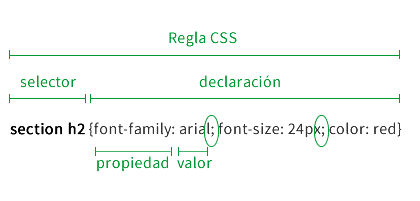 Regla CSS
selector declaración
section h2 {font-family: arial; font-size: 24px; color: red}
propiedad valor